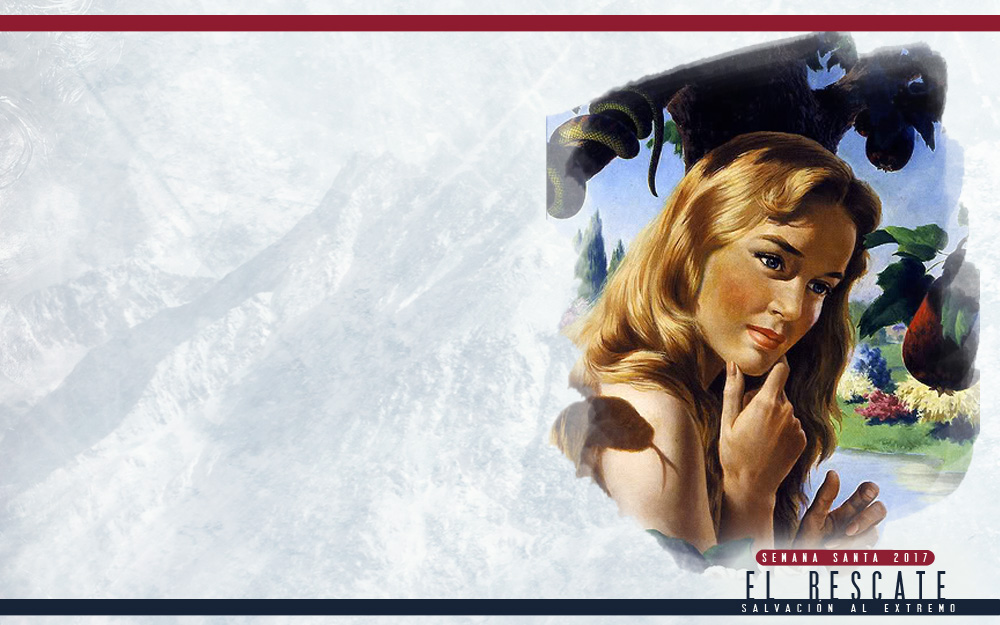 SEMANA SANTA 2017
EL RESCATE
SALVACIÓN AL EXTREMO